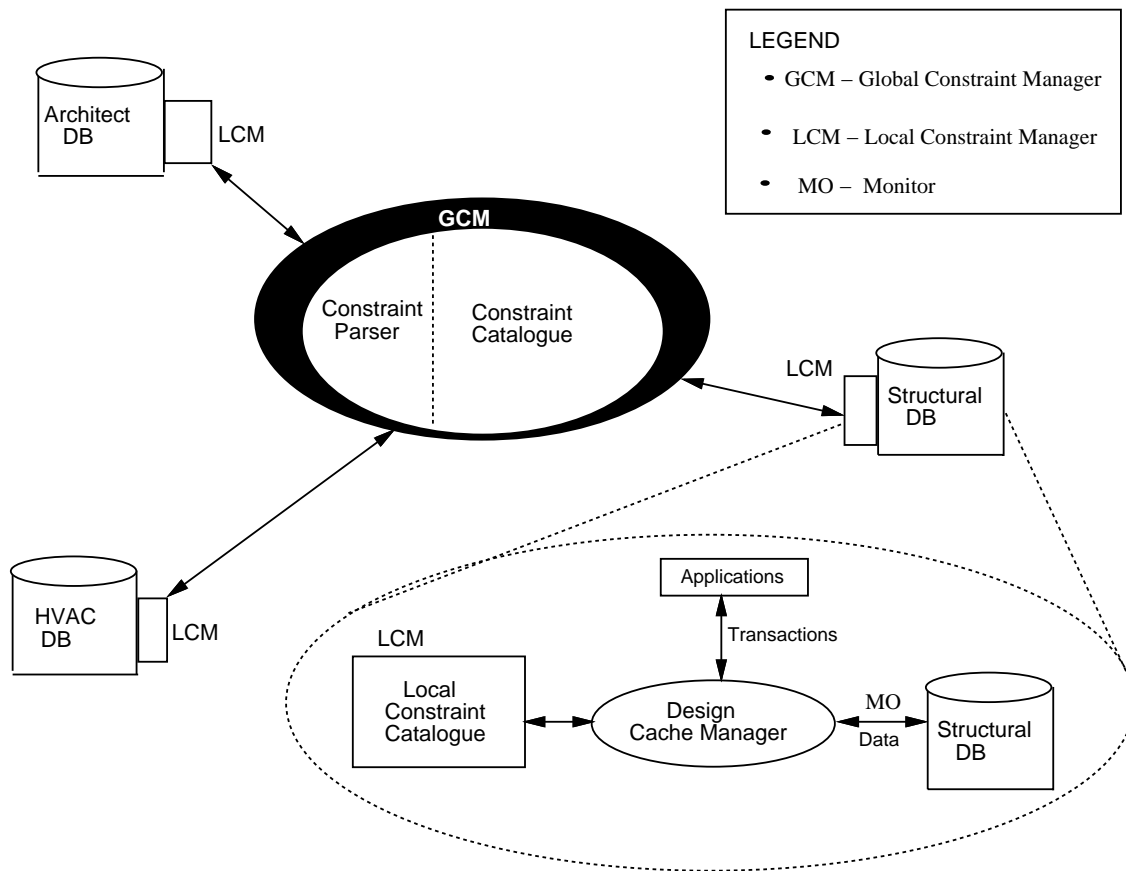 LEGEND
• GCM – Global Constraint Manager
• LCM – Local Constraint Manager
• MO – Monitor
Architect
DB
LCM
GCM
Constraint
Parser
Constraint
Catalogue
LCM
Structural
DB
HVAC
DB
LCM
Applications
Transactions
LCM
Local
Constraint
Catalogue
Design
Cache Manager
MO
Data
Structural
DB